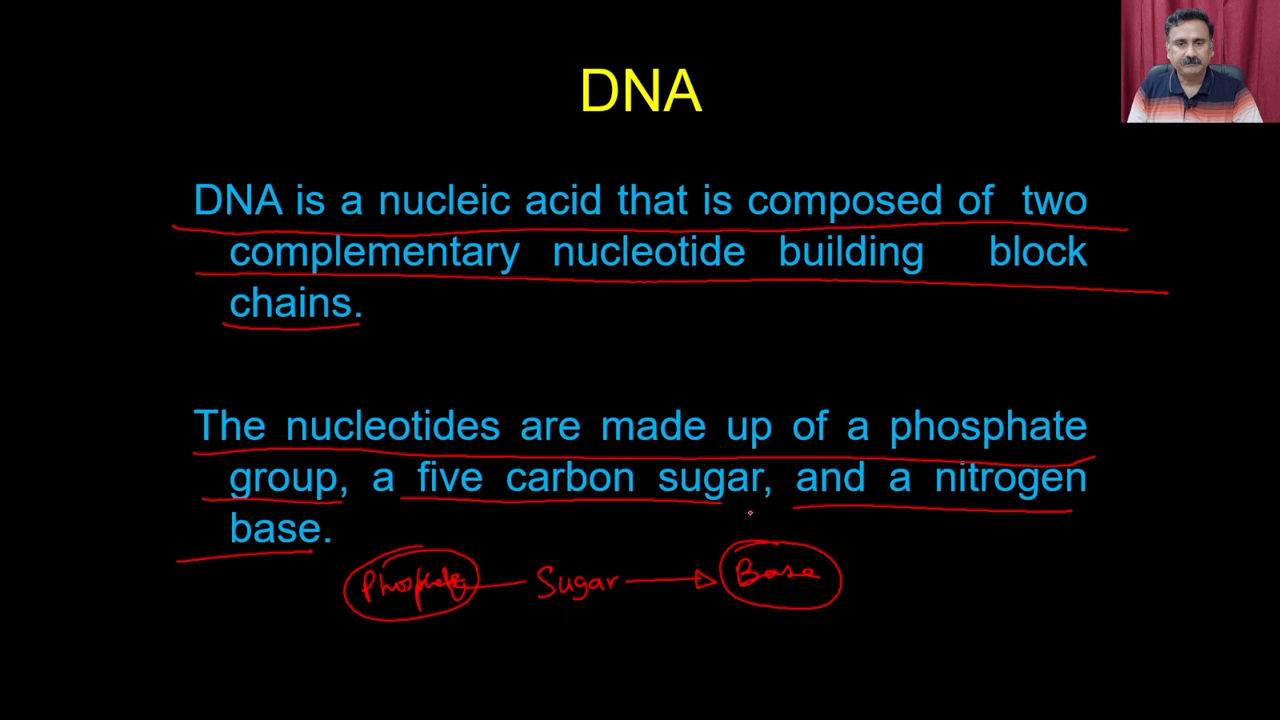 DNA
DNA is a nucleic acid that is composed of two
complementary nucleotide building block
chains.
The nucleotides are made up of a phosphate
group, a five carbon sugar, and a nitrogen
base.
Phosphate Sugar Base